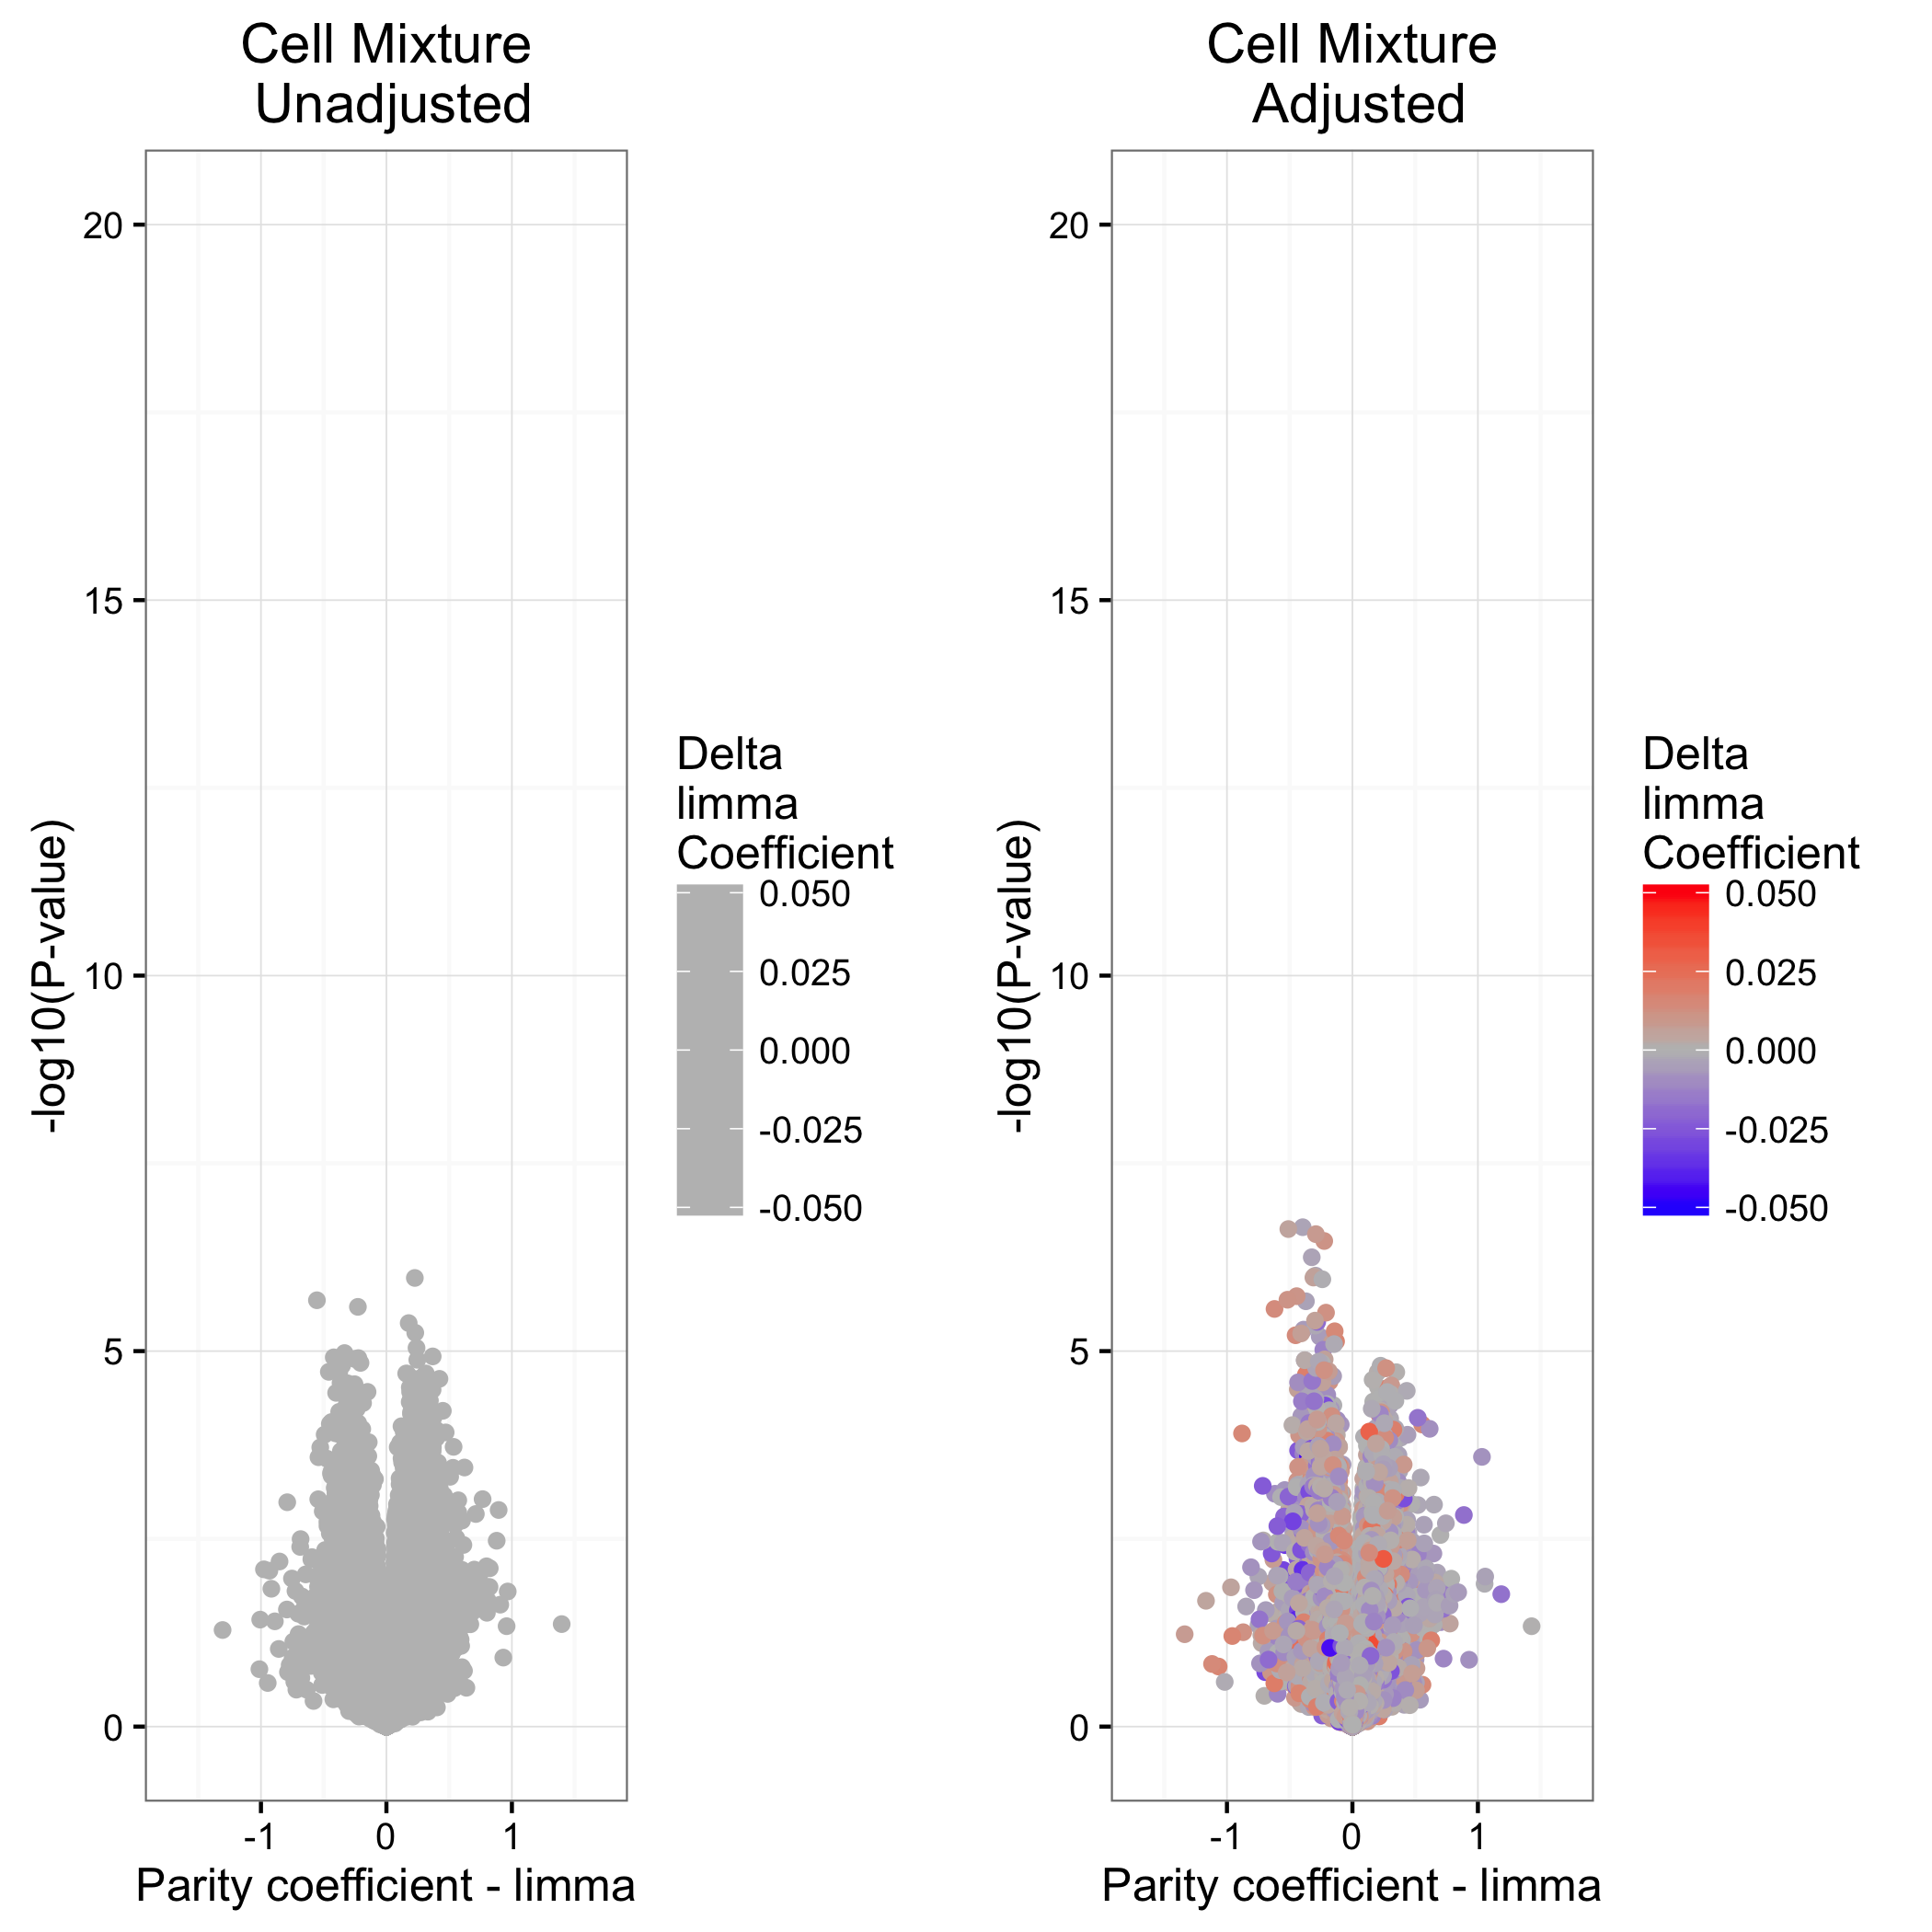 Cell Mixture
Unadjusted
20
15
10
5
0
-1 0 1
-log10(P-value)
Parity coefficient - limma
Delta
limma
Coefficient
0.050
0.025
0.000
-0.025
-0.050
Cell Mixture
Adjusted
20
15
10
5
0
-1 0 1
-log10(P-value)
Parity coefficient - limma
Delta
limma
Coefficient
0.050
0.025
0.000
-0.025
-0.050